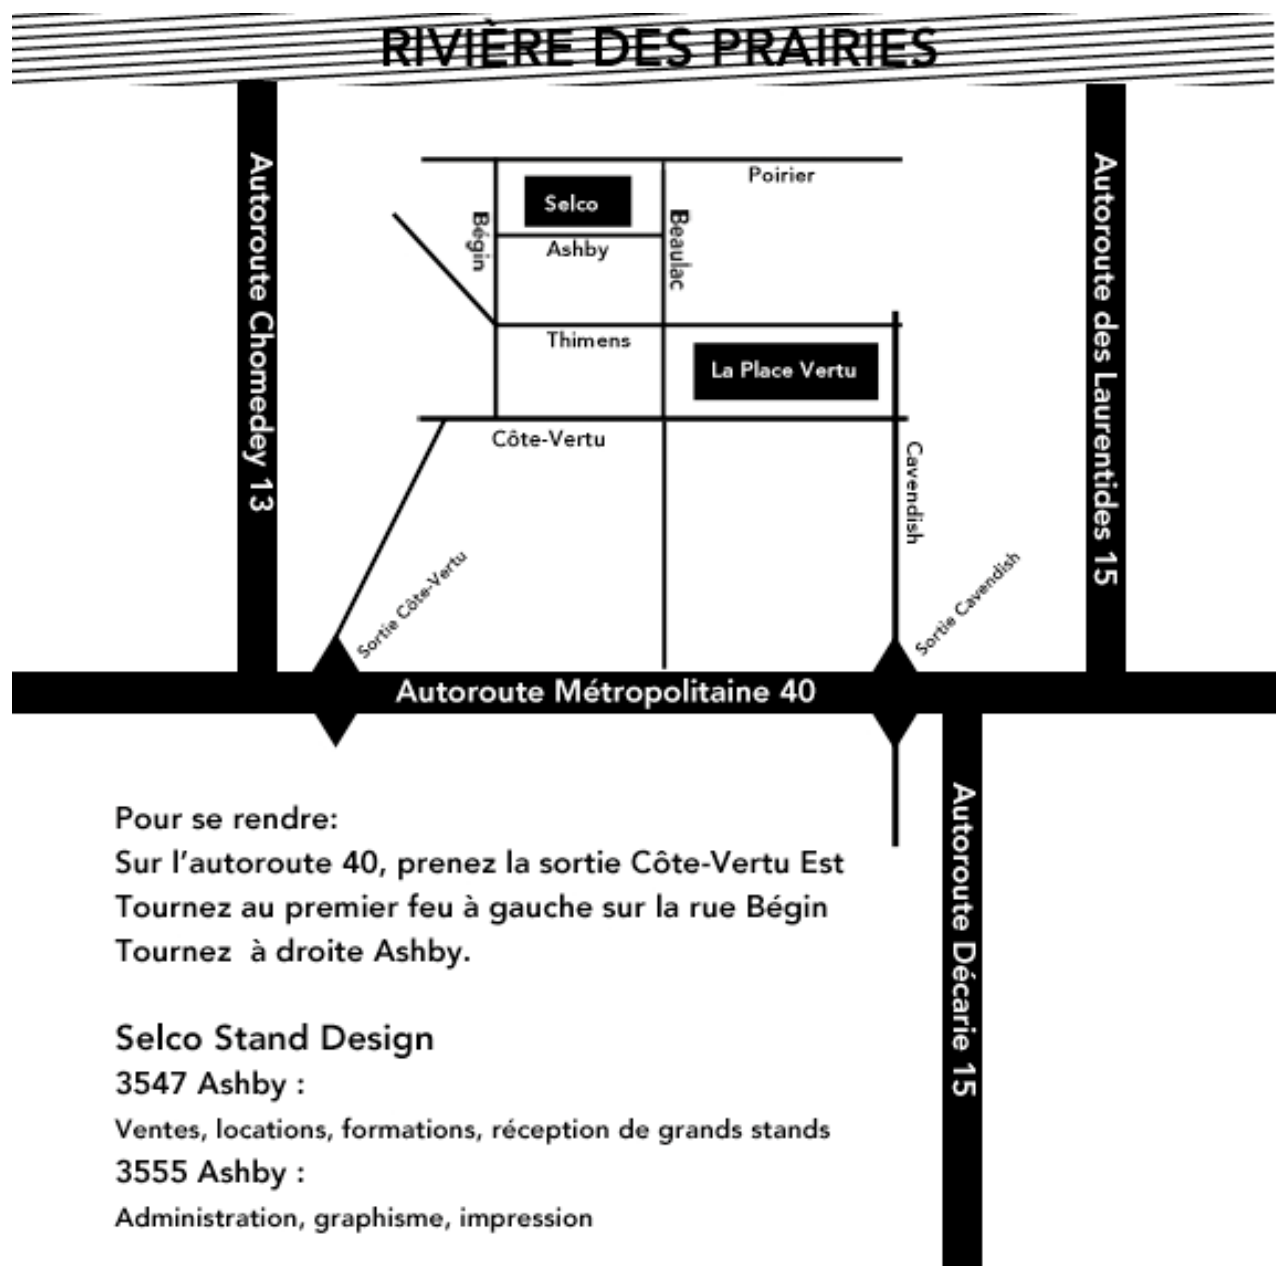 RIVIÈRE DES PRAIRIES
Autoroute Chomedey 13
Poirier
Selco
Bégin
Beaulac
Ashby
Thimens
La Place Vertu
Côte-Vertu
Cavendish
Autoroute des Laurentides 15
Sortie Côte-Vertu
Sortie Cavendish
Autoroute Métropolitaine 40
Autoroute Décarie 15
Pour se rendre:
Sur l'autoroute 40, prenez la sortie Côte-Vertu Est
Tournez au premier feu à gauche sur la rue Bégin
Tournez  à droite Ashby.
Selco Stand Design
3547 Ashby :
Ventes, locations, formations, réception de grands stands
3555 Ashby :
Administration, graphisme, impression